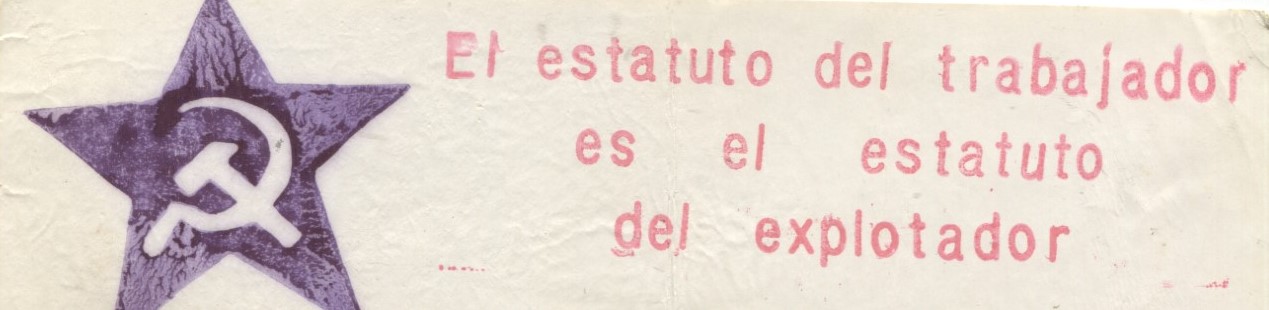 El estatuto del trabajador
es el estatuto
del explotador